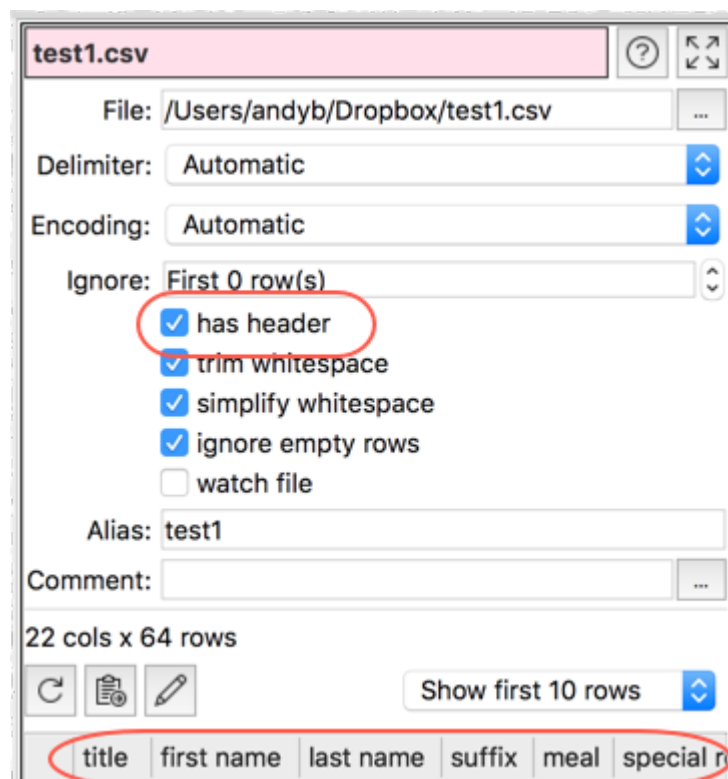 test1.csv
File: /Users/andyb/Dropbox/test1.csv ...
Delimiter: Automatic
Encoding: Automatic
Ignore: First 0 row(s)
has header
trim whitespace
simplify whitespace
ignore empty rows
watch file
Alias: test1
Comment: ...
22 cols x 64 rows
Show first 10 rows
title first name last name suffix meal special